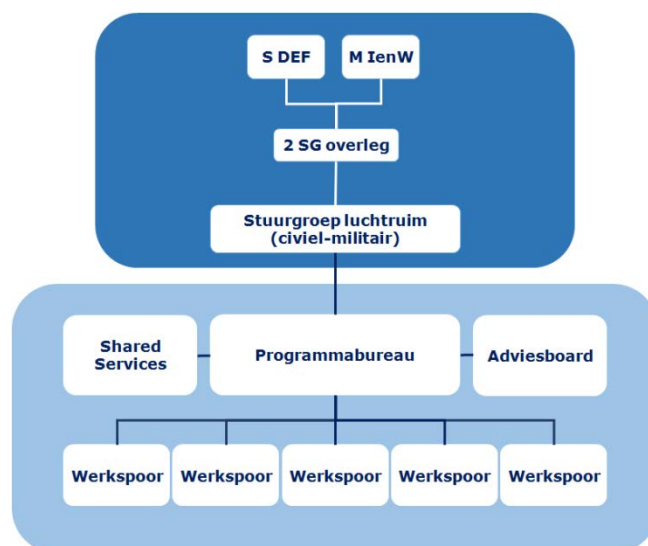 S DEF
M IenW
2 SG overleg
Stuurgroep luchtruim
(civiel-militair)
Shared
Services
Programmabureau
Adviesboard
Werkspoor
Werkspoor
Werkspoor
Werkspoor
Werkspoor